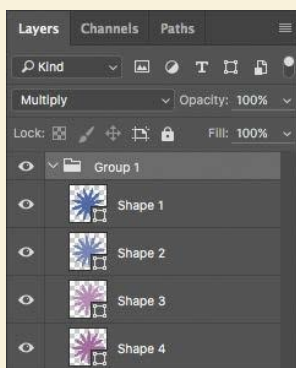 Layers Channels Paths
Kind
Multiply Opacity: 100%
Lock: Fill: 100%
Group 1
Shape 1
Shape 2
Shape 3
Shape 4